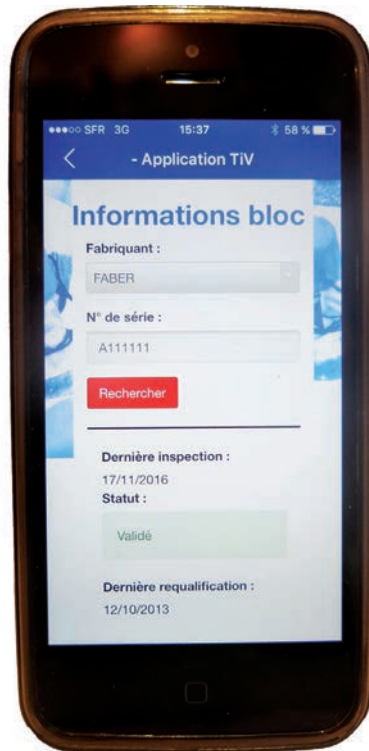 SFR 3G 15:37 58 %
- Application TiV
Informations bloc
Fabriquant :
FABER
N° de série :
A111111
Rechercher
Dernière inspection :
17/11/2016
Statut :
Validé
Dernière requalification :
12/10/2013